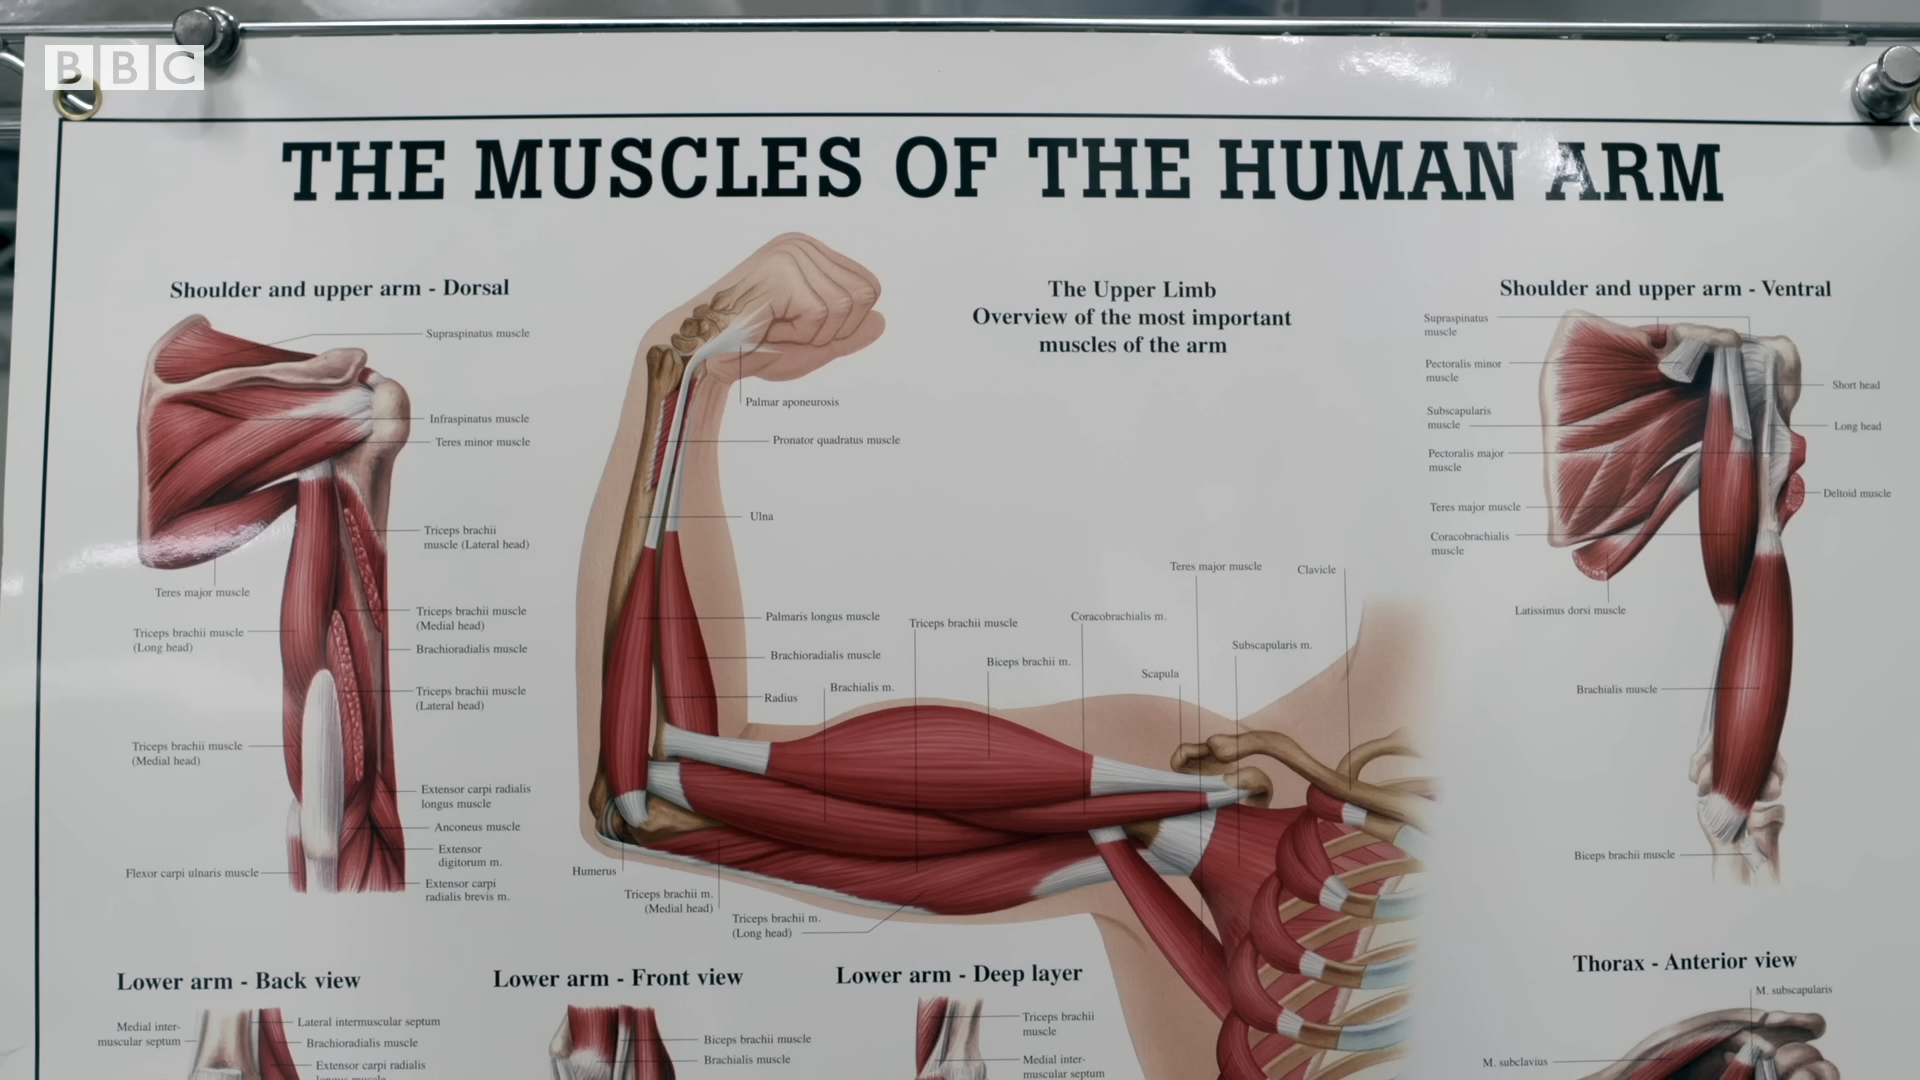 BBC
THE MUSCLES OF THE HUMAN ARM
Shoulder and upper arm - Dorsal
Supraspinatus muscle
Infraspinatus muscle
Teres minor muscle
Triceps brachii
muscle (Lateral head)
Teres major muscle
Triceps brachii muscle
(Medial head)
Triceps brachii muscle
(Long head)
Brachioradialis muscle
Triceps brachii muscle
(Lateral head)
Triceps brachii muscle
(Medial head)
Extensor carpi radialis
longus muscle
Anconeus muscle
Extensor
digitorum m.
Flexor carpi ulnaris muscle
Extensor carpi
radialis brevis m.
The Upper Limb
Overview of the most important
muscles of the arm
Palmar aponeurosis
Pronator quadratus muscle
Ulna
Palmaris longus muscle
Brachioradialis muscle
Radius
Brachialis m.
Triceps brachii muscle
Biceps brachii m.
Coracobrachialis m.
Teres major muscle
Clavicle
Scapula
Subscapularis m.
Humerus
Triceps brachii m.
(Medial head)
Triceps brachii m.
(Long head)
Shoulder and upper arm - Ventral
Supraspinatus
muscle
Pectoralis minor
muscle
Short head
Subscapularis
muscle
Long head
Pectoralis major
muscle
Deltoid muscle
Teres major muscle
Coracobrachialis
muscle
Latissimus dorsi muscle
Brachialis muscle
Biceps brachii muscle
Lower arm - Back view
Medial inter-
muscular septum
Lateral intermuscular septum
Brachioradialis muscle
Extensor carpi radialis
longus muscle
Lower arm - Front view
Biceps brachii muscle
Brachialis muscle
Lower arm - Deep layer
Triceps brachii
muscle
Medial inter-
muscular septum
Thorax - Anterior view
M. subscapularis
M. subclavius